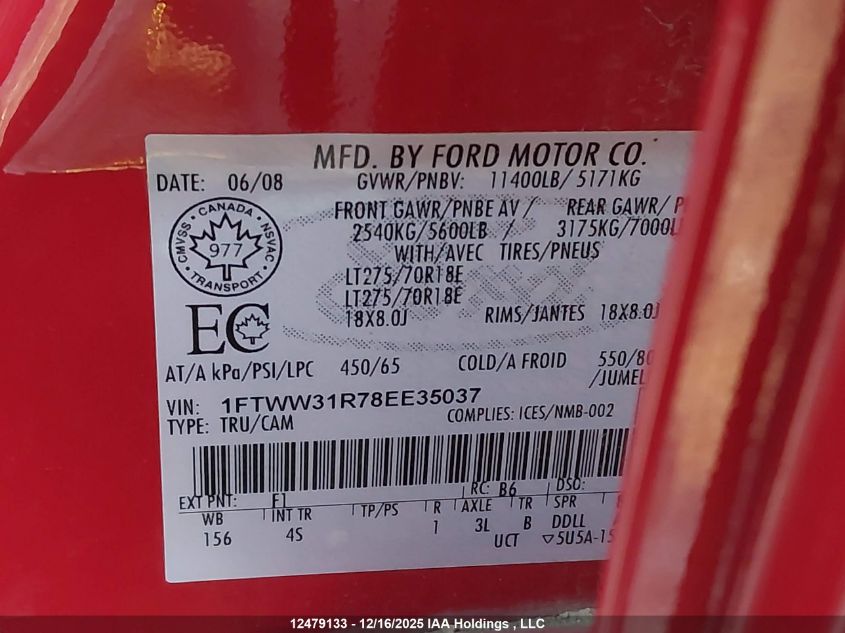 MFD. BY FORD MOTOR CO.
DATE: 06/08 GVWR/PNBV: 11400LB/ 5171KG
FRONT GAWR/PNBE AV / REAR GAWR/
2540KG/5600LB / 3175KG/7000L
WITH/AVEC TIRES/PNEUS
LT275/70R18E
LT275/70R18E
18X8.0J RIMS/JANTES 18X8.0J
CANADA
CMVSS NSVAC
977
TRANSPORT
EC
AT/A kPa/PSI/LPC 450/65 COLD/A FROID 550/80
/JUMEL
VIN: 1FTWW31R78EE35037
TYPE: TRU/CAM COMPLIES: ICES/NMB-002
EXT PNT: F1 RC: B6 DSO:
WB INT TR TP/PS R AXLE TR SPR
156 4S 1 3L B DDLL
UCT ▽5U5A-15
12479133 - 12/16/2025 IAA Holdings , LLC